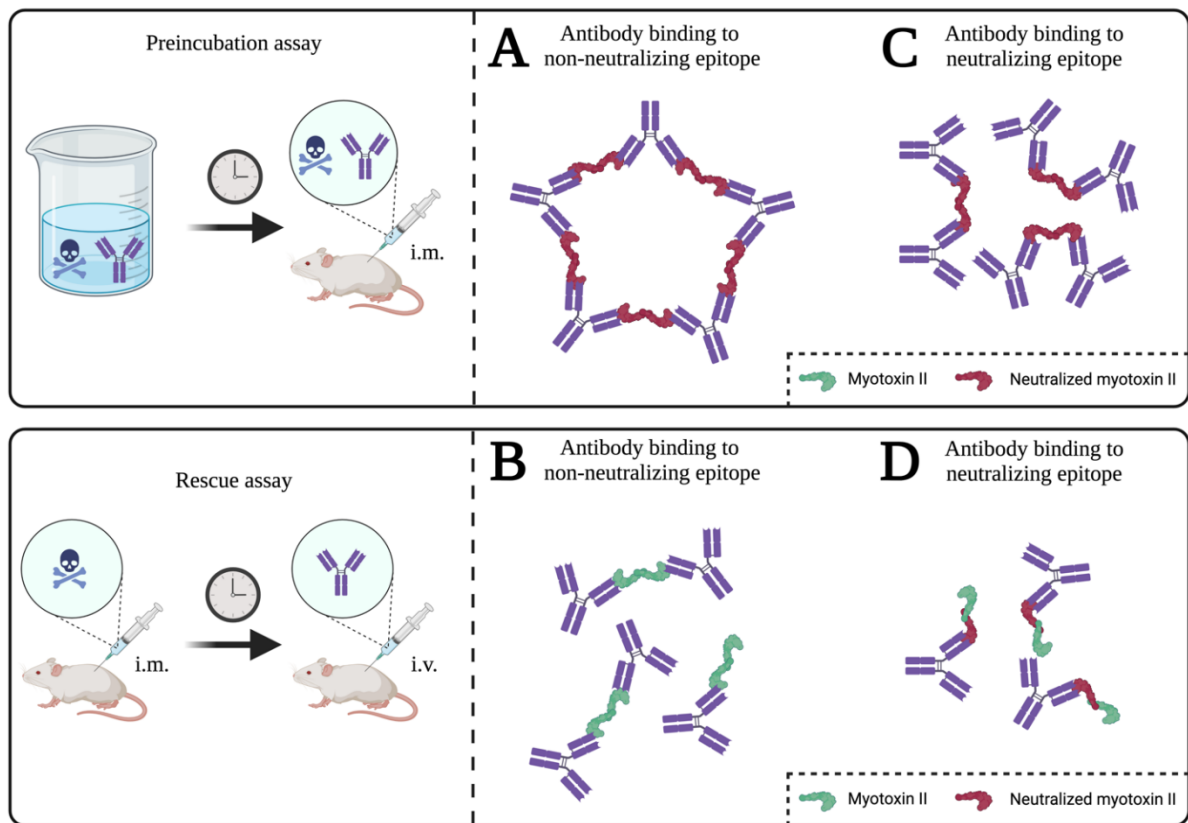 Preincubation assay
i.m.
A
Antibody binding to
non-neutralizing epitope
C
Antibody binding to
neutralizing epitope
Myotoxin II
Neutralized myotoxin II
Rescue assay
i.m.
i.v.
B
Antibody binding to
non-neutralizing epitope
D
Antibody binding to
neutralizing epitope
Myotoxin II
Neutralized myotoxin II